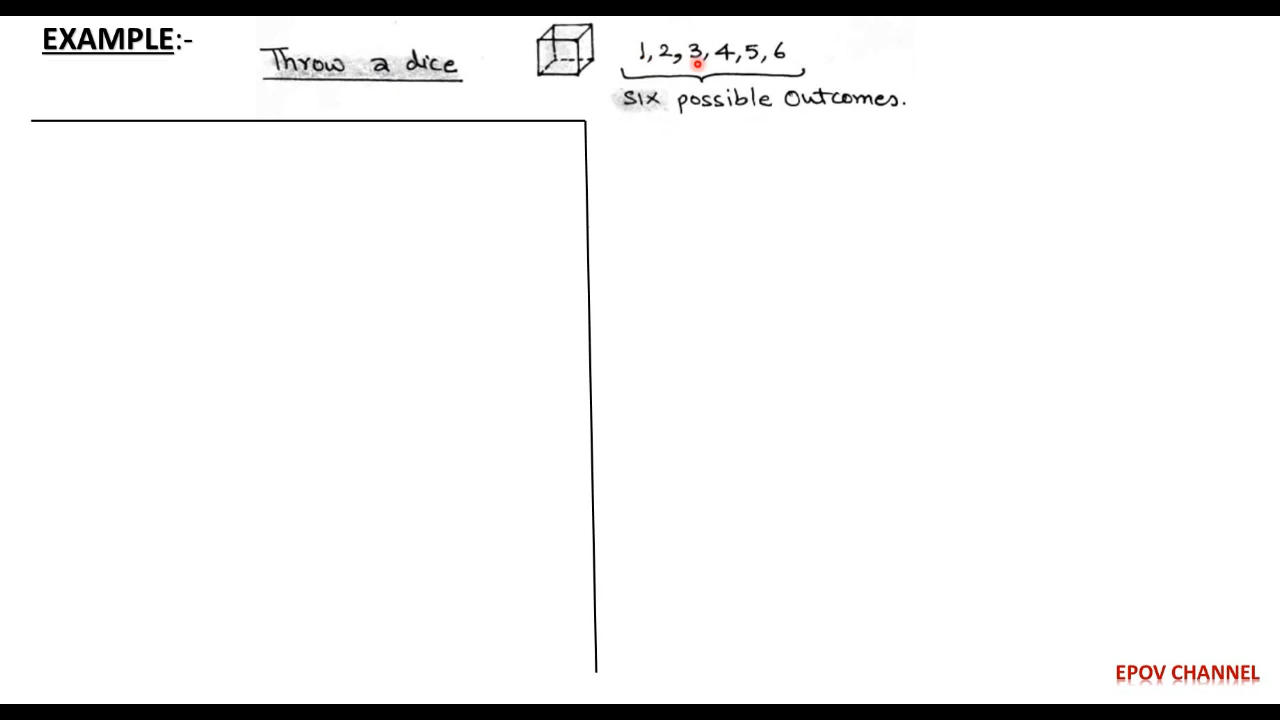 EXAMPLE:-
Throw a dice
1, 2, 3, 4, 5, 6
six possible Outcomes.
EPOV CHANNEL